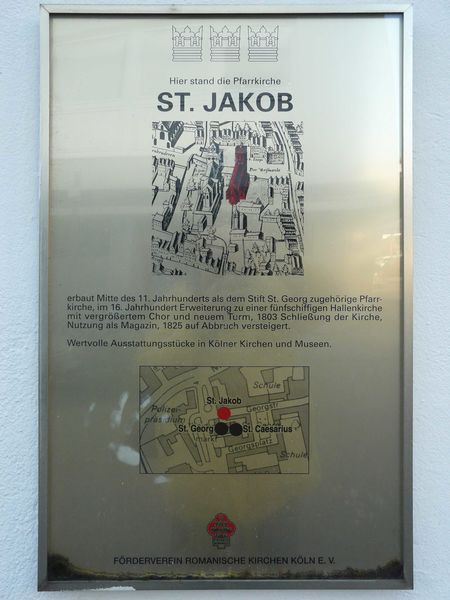 Hier stand die Pfarrkirche
ST. JAKOB
erbaut Mitte des 11. Jahrhunderts als dem Stift St. Georg zugehörige Pfarr-
kirche, im 16. Jahrhundert Erweiterung zu einer fünfschiffigen Hallenkirche
mit vergrößertem Chor und neuem Turm, 1803 Schließung der Kirche,
Nutzung als Magazin, 1825 auf Abbruch versteigert.
Wertvolle Ausstattungsstücke in Kölner Kirchen und Museen.
Schule
St. Jakob
Polizei-
präsidium
Georgstr
St. Georg
St. Caesarius
markt
Georgsplatz
Schule
FÖRDERVEREIN ROMANISCHE KIRCHEN KÖLN E. V.